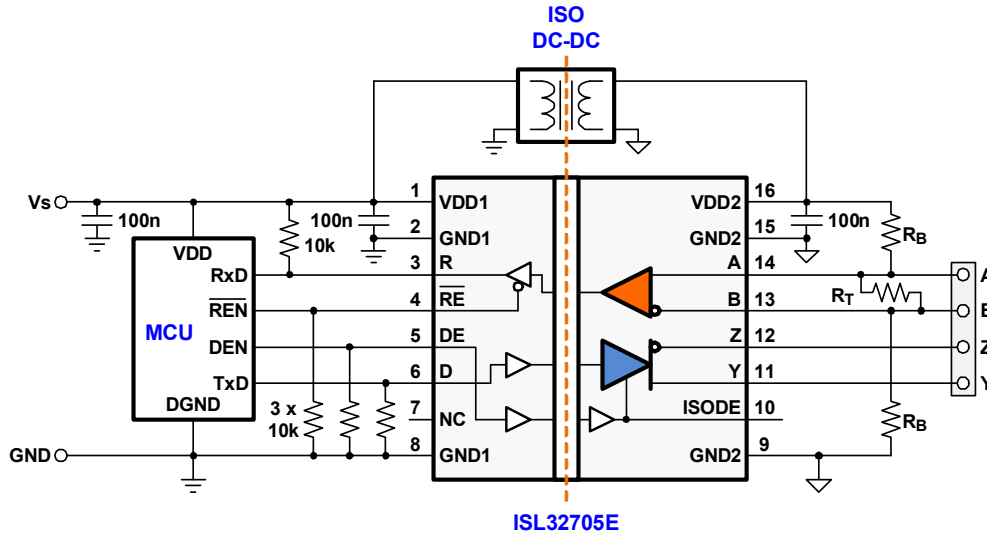 ISO
DC-DC
Vs
100n
10k
100n
1
VDD1
2
GND1
3
R
4
RE
5
DE
6
D
7
NC
8
GND1
VDD
RxD
REN
MCU
DEN
TxD
DGND
3 x
10k
GND
VDD2
16
GND2
15
A
14
B
13
Z
12
Y
11
ISODE
10
GND2
9
100n
RB
RT
RB
A
B
Z
Y
ISL32705E